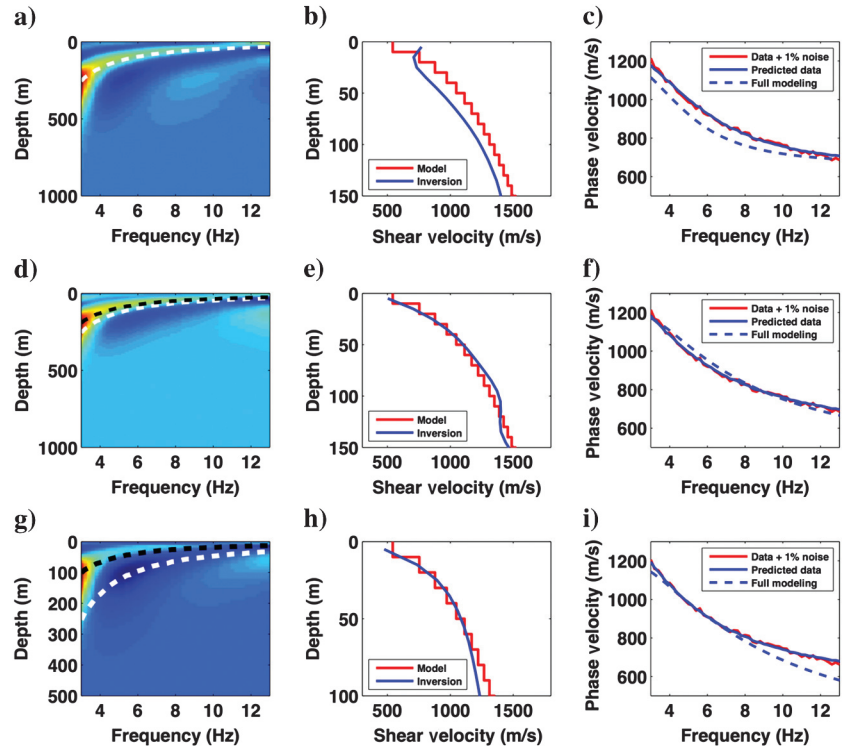 a)
b)
c)
0
500
1000
Depth (m)
4 6 8 10 12
Frequency (Hz)
0
50
100
150
Depth (m)
Model
Inversion
500 1000 1500
Shear velocity (m/s)
1200
1000
800
600
Phase velocity (m/s)
Data + 1% noise
Predicted data
Full modeling
4 6 8 10 12
Frequency (Hz)
d)
e)
f)
0
500
1000
Depth (m)
4 6 8 10 12
Frequency (Hz)
0
50
100
150
Depth (m)
Model
Inversion
500 1000 1500
Shear velocity (m/s)
1200
1000
800
600
Phase velocity (m/s)
Data + 1% noise
Predicted data
Full modeling
4 6 8 10 12
Frequency (Hz)
g)
h)
i)
0
100
200
300
400
500
Depth (m)
4 6 8 10 12
Frequency (Hz)
0
50
100
Depth (m)
Model
Inversion
500 1000 1500
Shear velocity (m/s)
1200
1000
800
600
Phase velocity (m/s)
Data + 1% noise
Predicted data
Full modeling
4 6 8 10 12
Frequency (Hz)